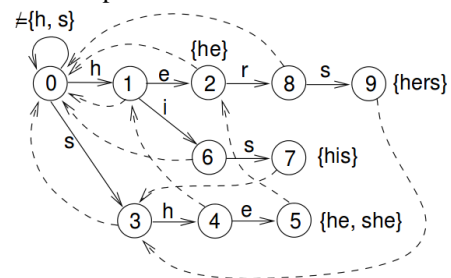 ≠{h, s}
{he}
0 h 1 e 2 r 8 s 9 {hers}
i
s 6 s 7 {his}
3 h 4 e 5 {he, she}